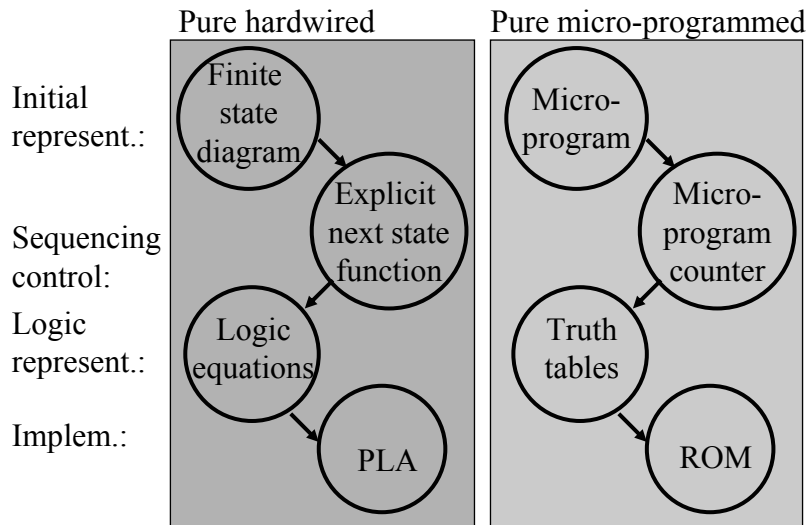 Pure hardwired
Pure micro-programmed
Initial
represent.:
Finite
state
diagram
Micro-
program
Sequencing
control:
Explicit
next state
function
Micro-
program
counter
Logic
represent.:
Logic
equations
Truth
tables
Implem.:
PLA
ROM